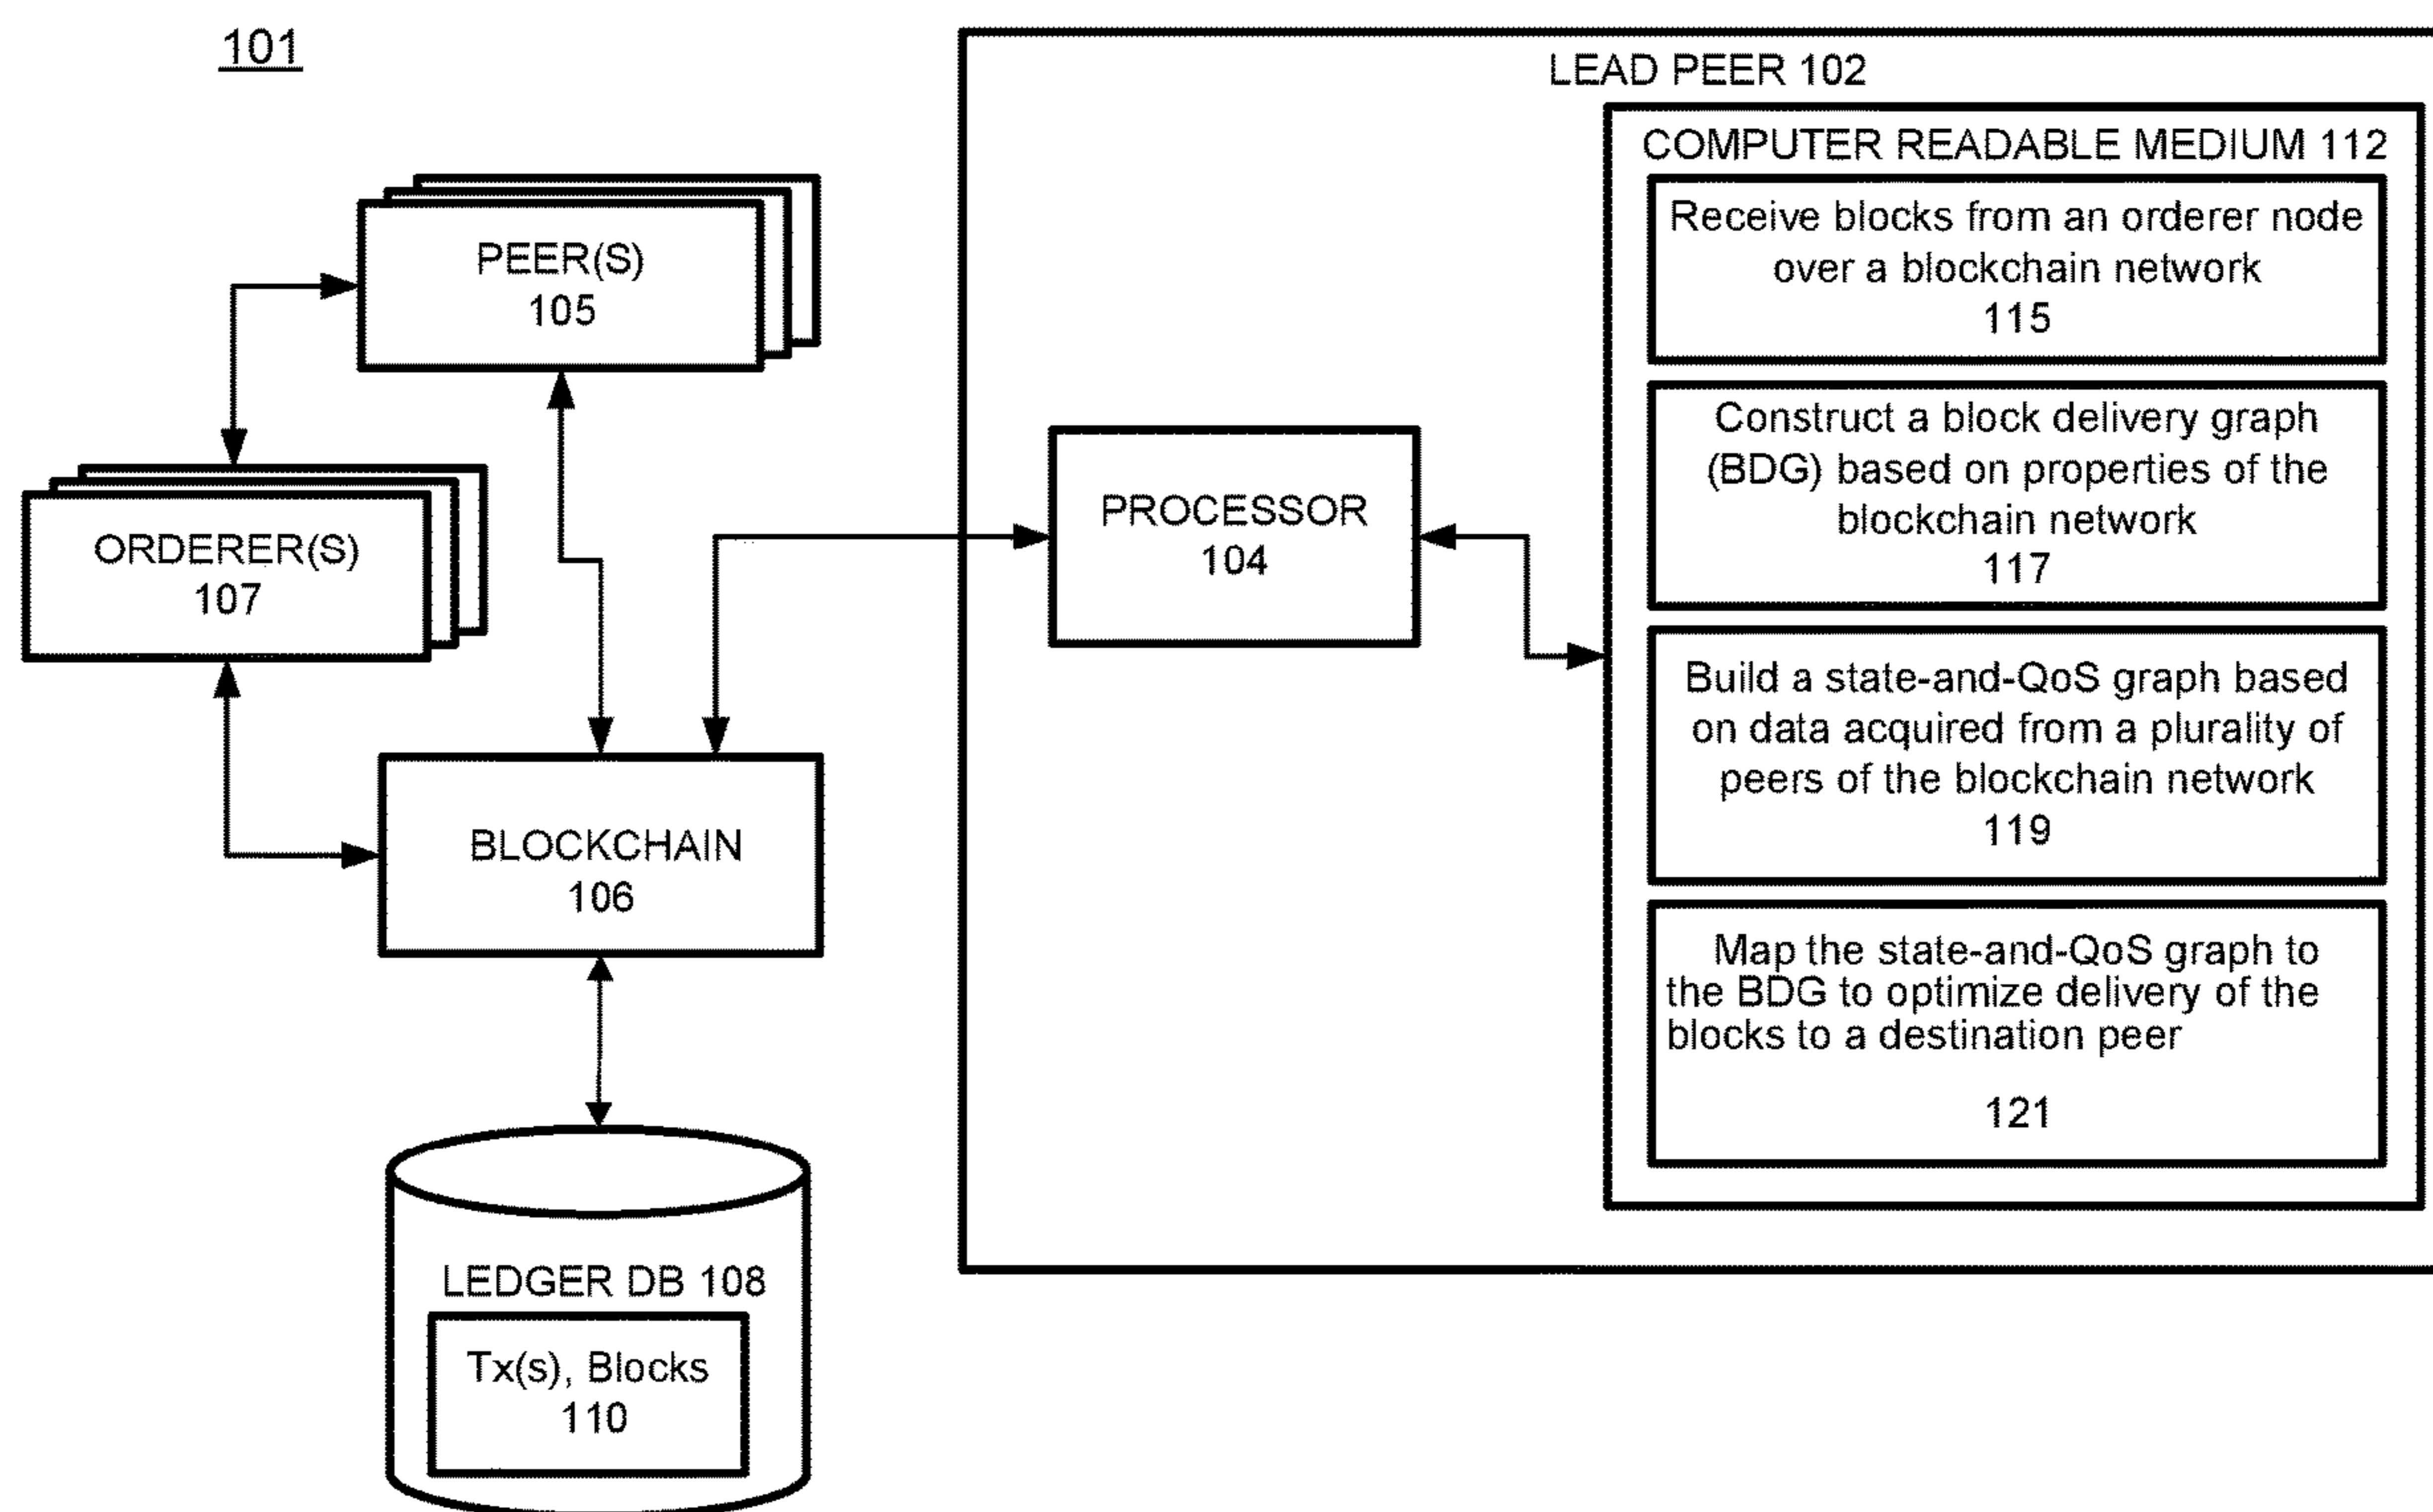 101
PEER(S)
105
ORDERER(S)
107
BLOCKCHAIN
106
LEDGER DB 108
Tx(s), Blocks
110
LEAD PEER 102
PROCESSOR
104
COMPUTER READABLE MEDIUM 112
Receive blocks from an orderer node
over a blockchain network
115
Construct a block delivery graph
(BDG) based on properties of the
blockchain network
117
Build a state-and-QoS graph based
on data acquired from a plurality of
peers of the blockchain network
119
Map the state-and-QoS graph to
the BDG to optimize delivery of the
blocks to a destination peer
121